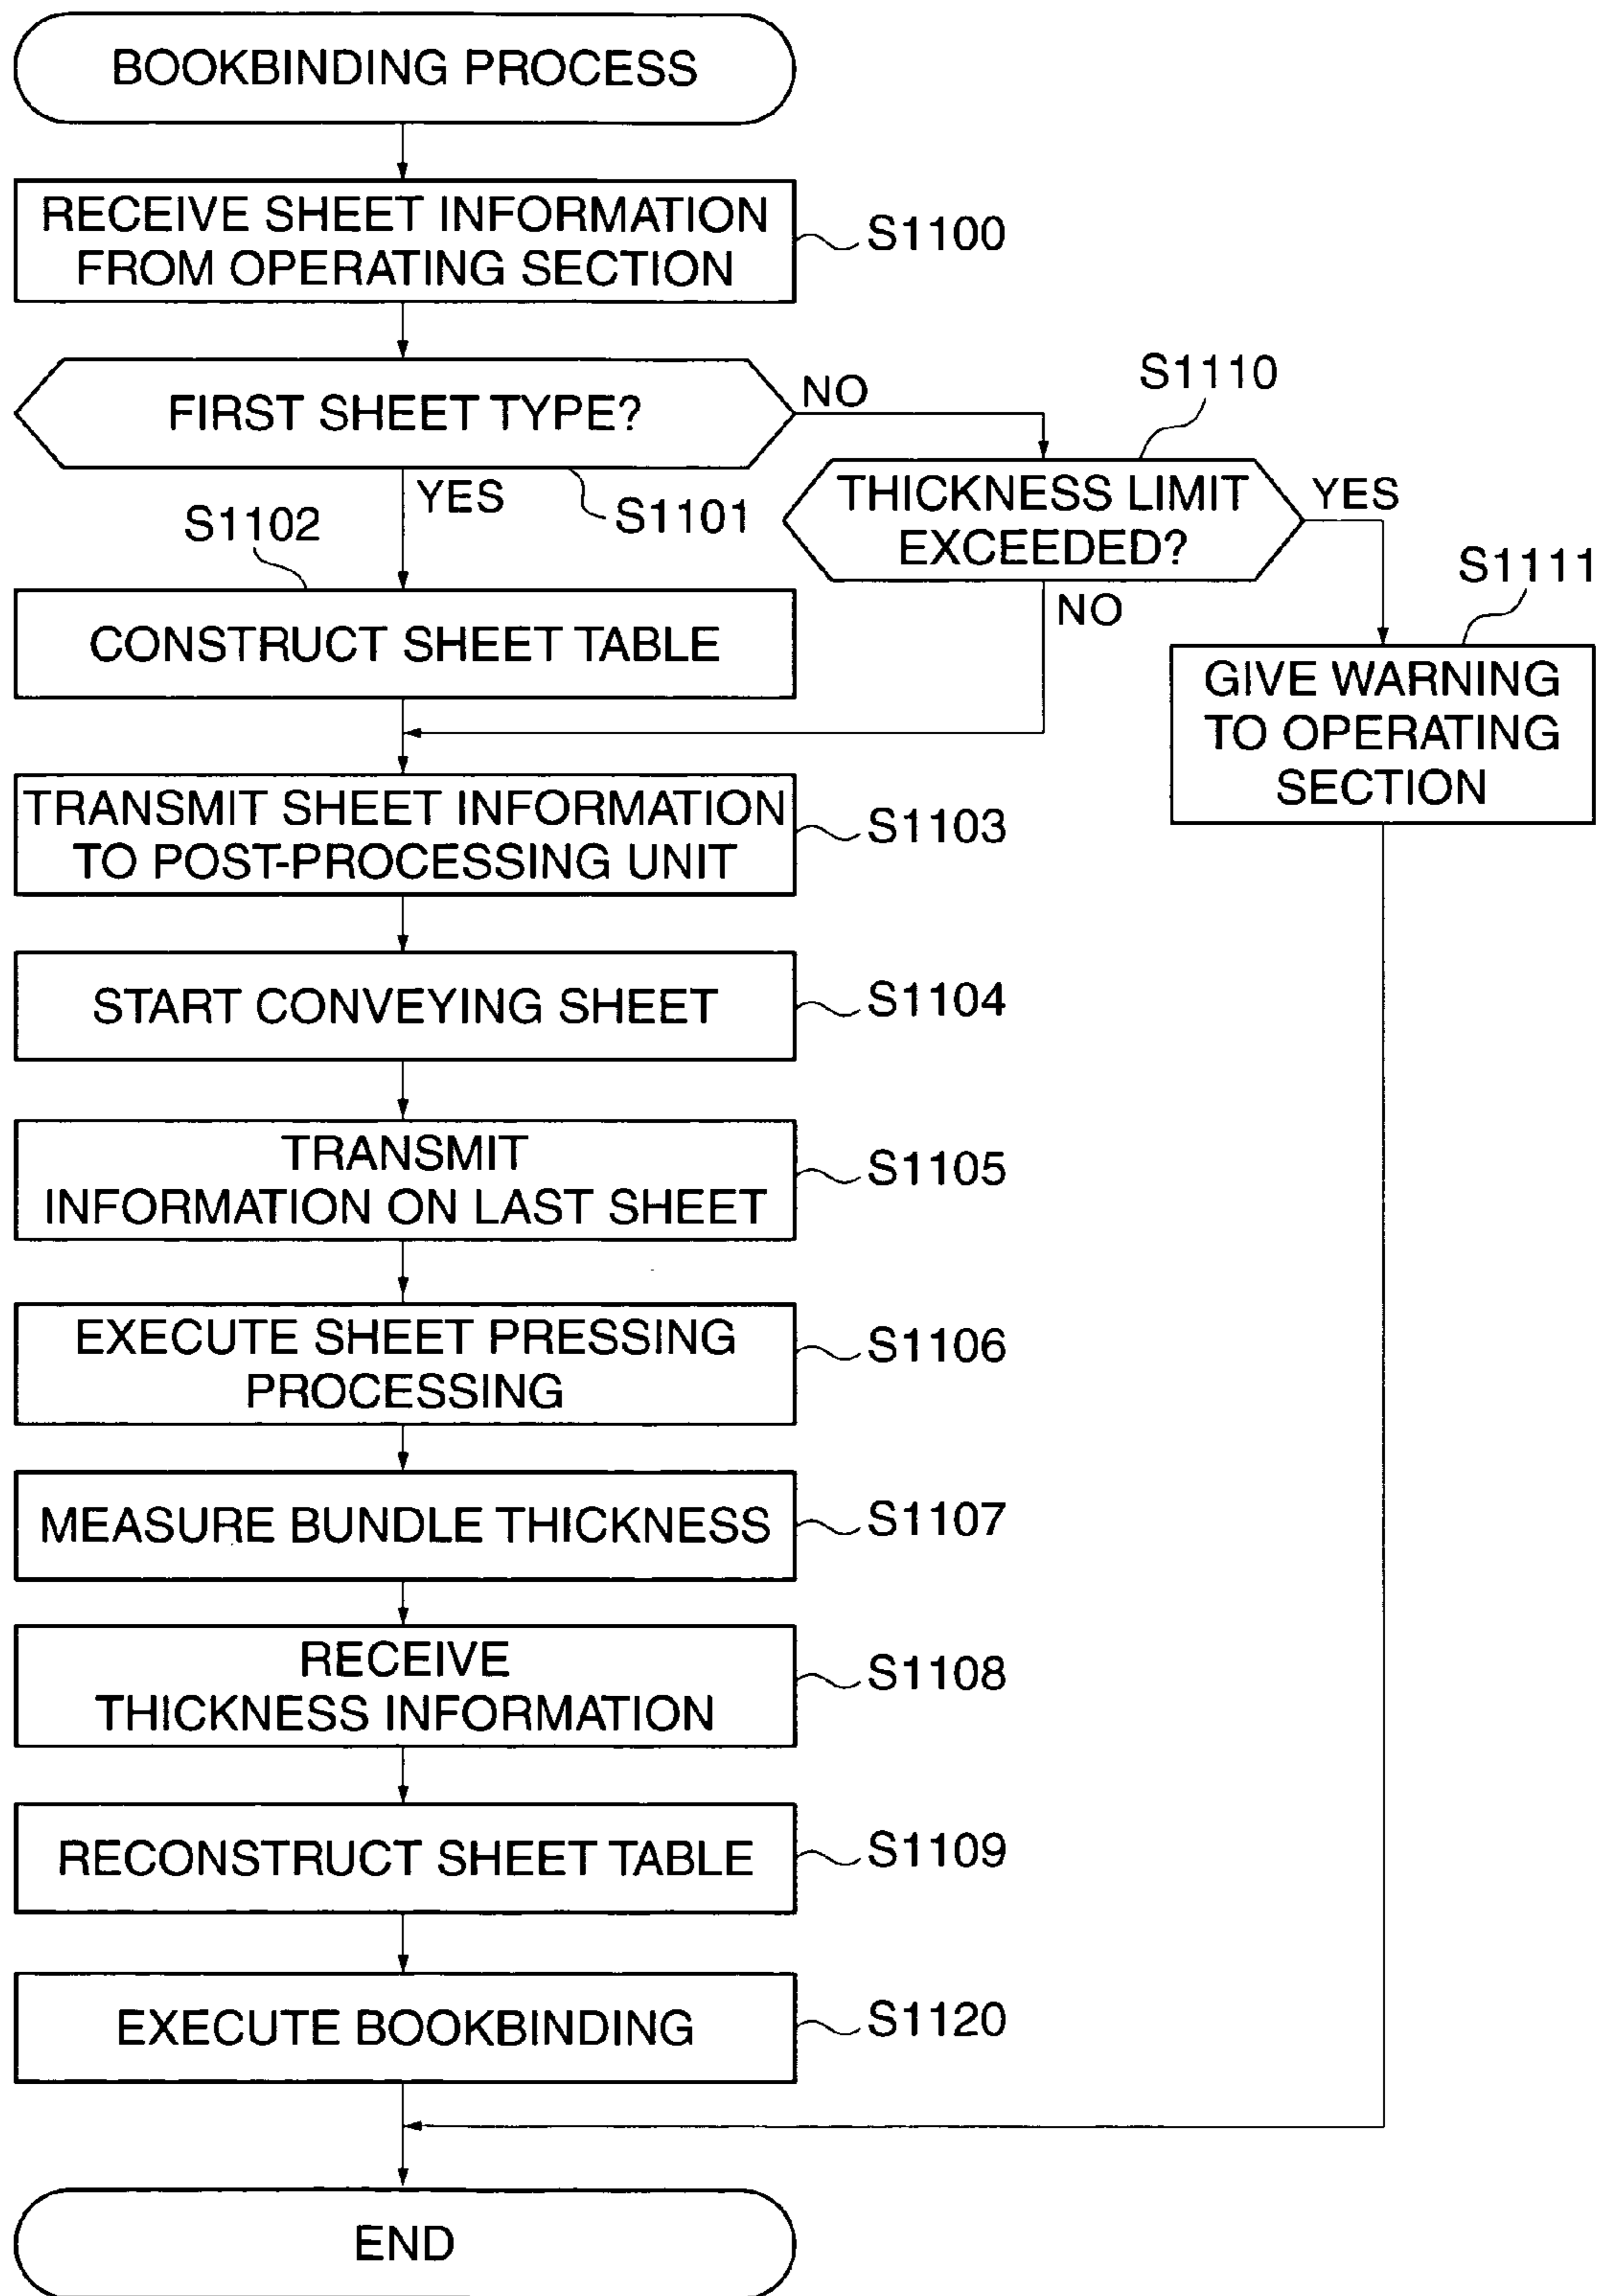 BOOKBINDING PROCESS
RECEIVE SHEET INFORMATION
FROM OPERATING SECTION
S1100
FIRST SHEET TYPE?
NO
S1110
YES
S1101
S1102
THICKNESS LIMIT
EXCEEDED?
YES
NO
S1111
CONSTRUCT SHEET TABLE
GIVE WARNING
TO OPERATING
SECTION
TRANSMIT SHEET INFORMATION
TO POST-PROCESSING UNIT
S1103
START CONVEYING SHEET
S1104
TRANSMIT
INFORMATION ON LAST SHEET
S1105
EXECUTE SHEET PRESSING
PROCESSING
S1106
MEASURE BUNDLE THICKNESS
S1107
RECEIVE
THICKNESS INFORMATION
S1108
RECONSTRUCT SHEET TABLE
S1109
EXECUTE BOOKBINDING
S1120
END